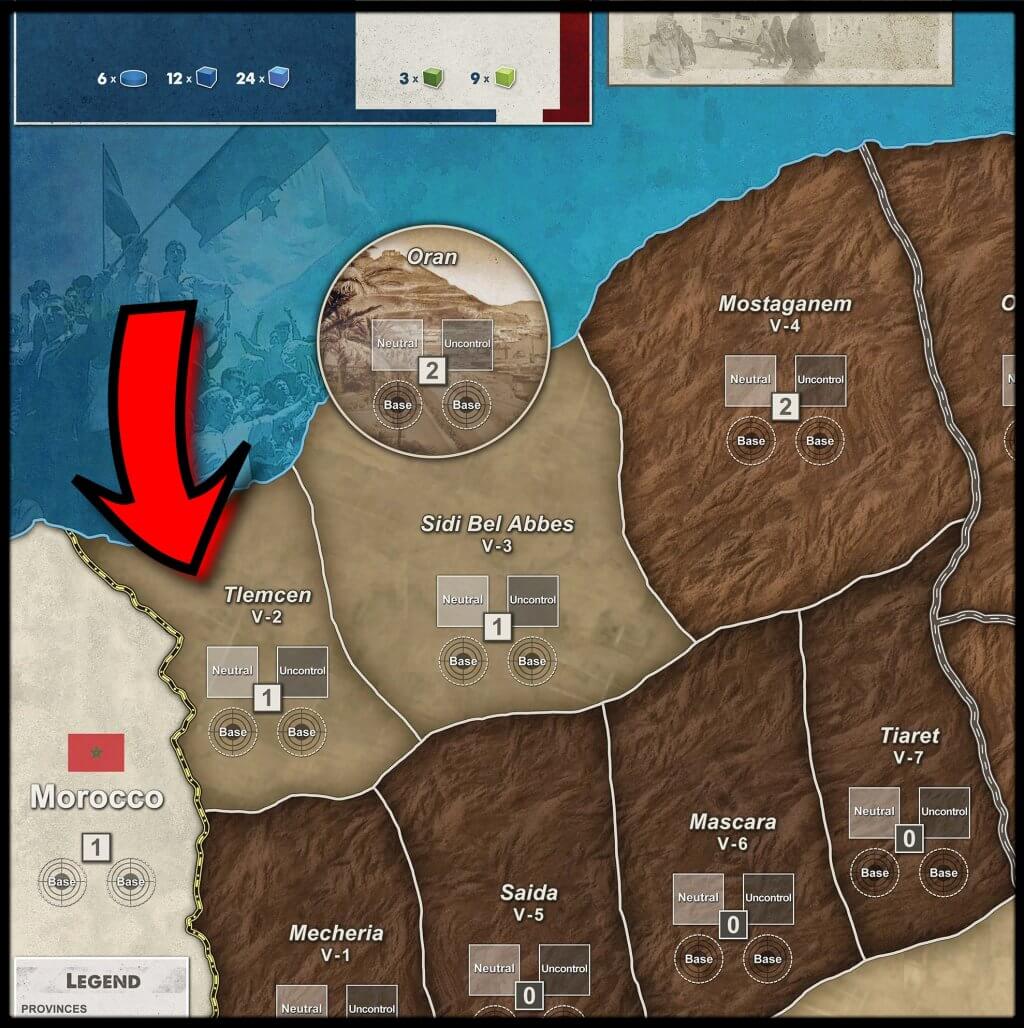 6 x 12 x 24 x
3 x 9 x
Oran
Neutral Uncontrol
2
Base Base
Mostaganem
V-4
Neutral Uncontrol
2
Base Base
O
N
Sidi Bel Abbes
V-3
Neutral Uncontrol
1
Base Base
Tlemcen
V-2
Neutral Uncontrol
1
Base Base
Morocco
1
Base Base
Tiaret
V-7
Neutral Uncontrol
0
Base Base
Mascara
V-6
Neutral Uncontrol
0
Base Base
Saida
V-5
Neutral Uncontrol
0
Mecheria
V-1
Neutral Uncontrol
LEGEND
PROVINCES